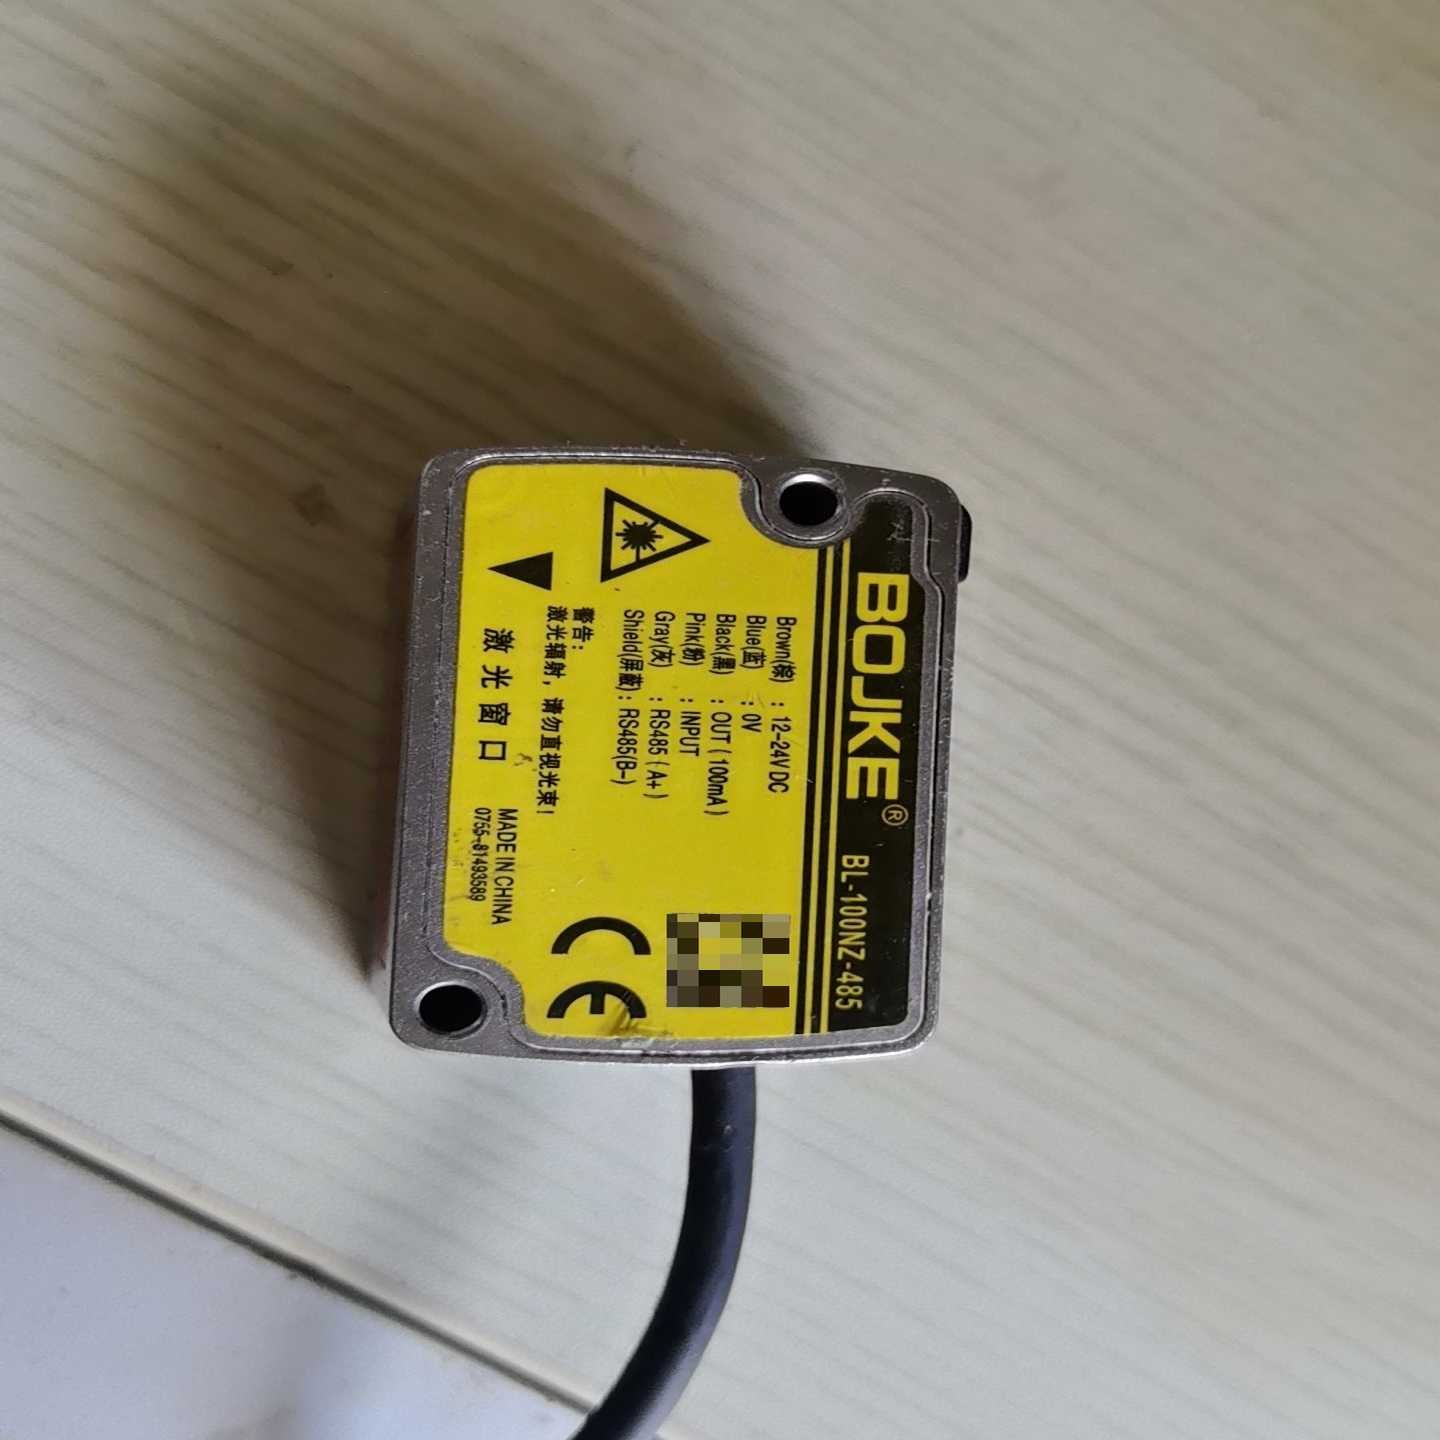 BOJKE® BL-100NZ-485
Brown(棕) : 12-24V DC
Blue(蓝) : 0V
Black(黑) : OUT ( 100mA )
Pink(粉) : INPUT
Gray(灰) : RS485 ( A+ )
Shield(屏蔽) : RS485(B-)
警告:
激光辐射，请勿直视光束!
激光窗口
MADE IN CHINA
0755-81493589
CE